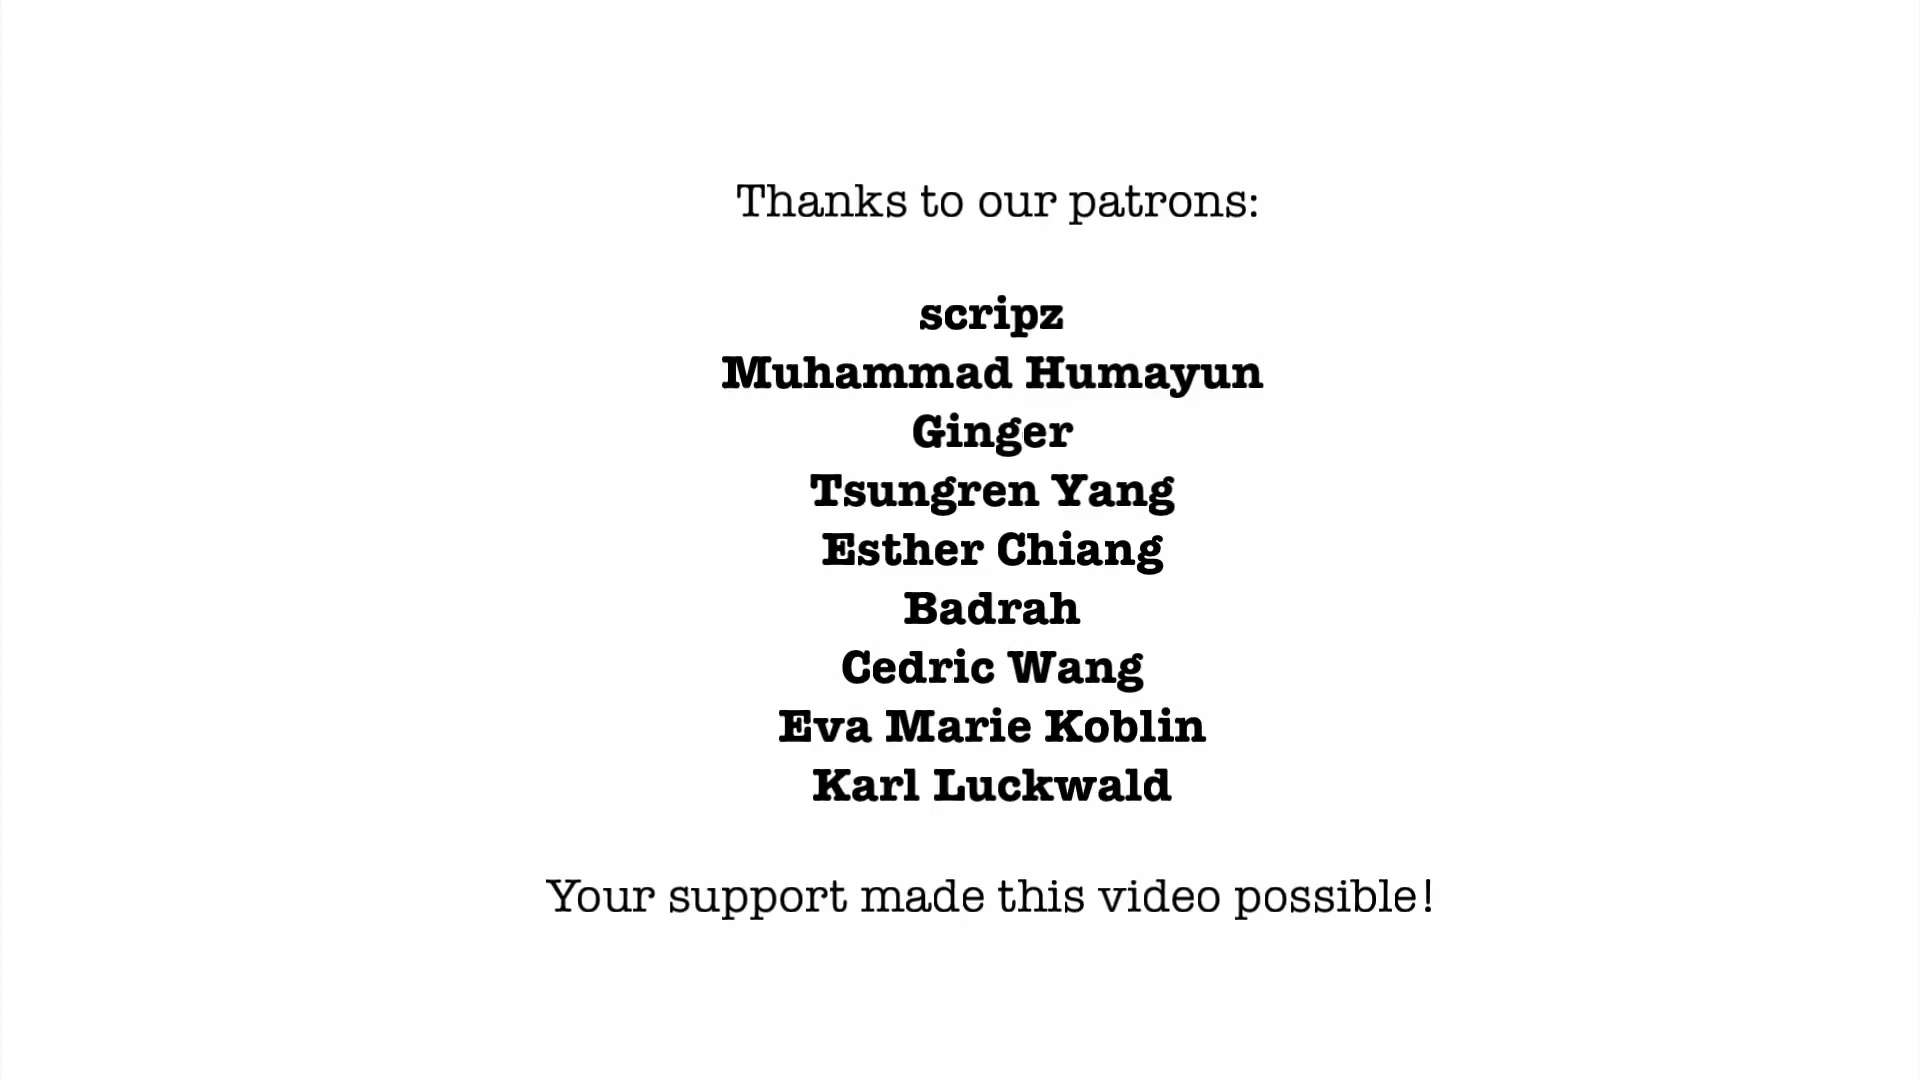 Thanks to our patrons:
scripz
Muhammad Humayun
Ginger
Tsungren Yang
Esther Chiang
Badrah
Cedric Wang
Eva Marie Koblin
Karl Luckwald
Your support made this video possible!